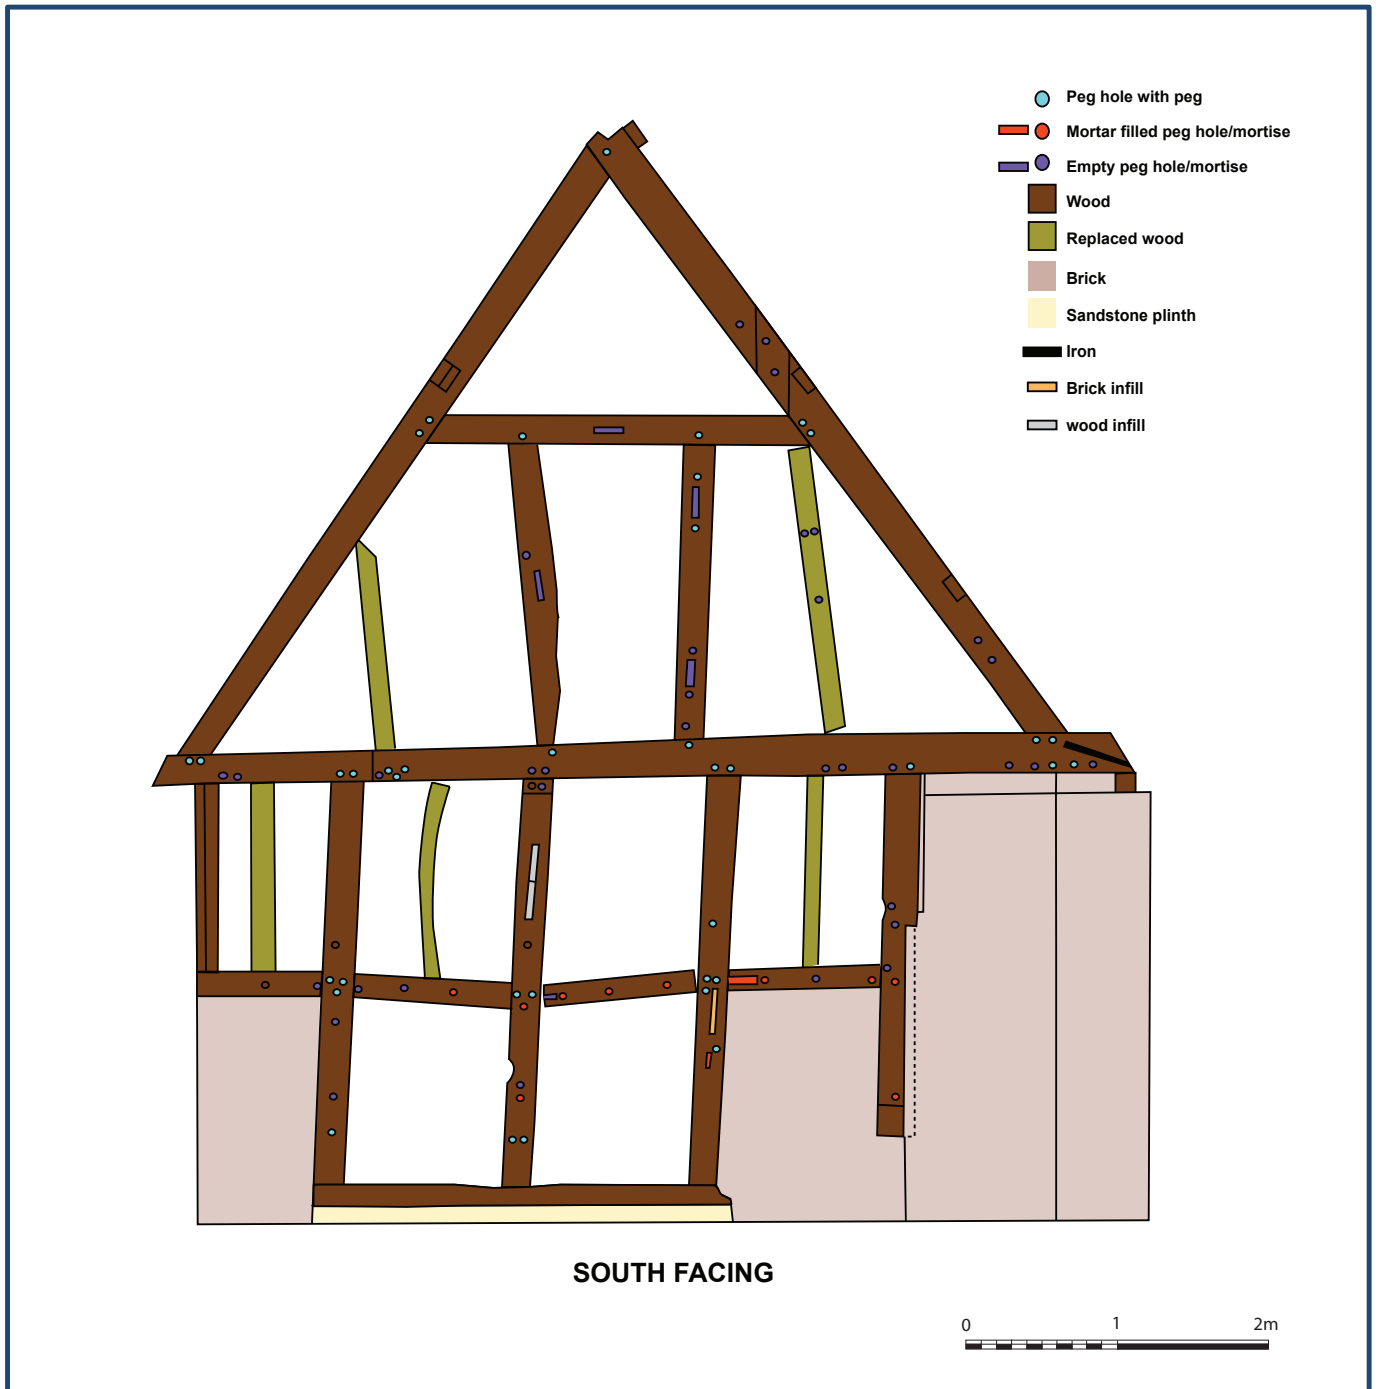 Peg hole with peg
Mortar filled peg hole/mortise
Empty peg hole/mortise
Wood
Replaced wood
Brick
Sandstone plinth
Iron
Brick infill
wood infill
SOUTH FACING
0 1 2m